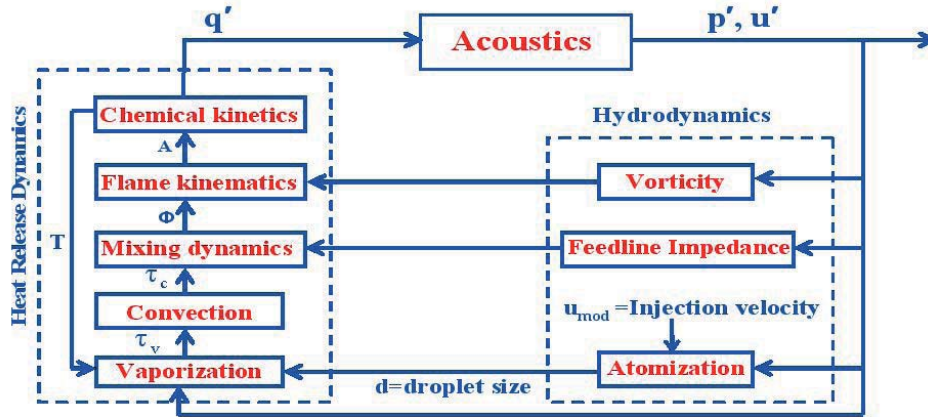 q′
p′, u′
Acoustics
Heat Release Dynamics
Chemical kinetics
A
Flame kinematics
Φ
Mixing dynamics
T
τc
Convection
τv
Vaporization
Hydrodynamics
Vorticity
Feedline Impedance
umod =Injection velocity
Atomization
d=droplet size